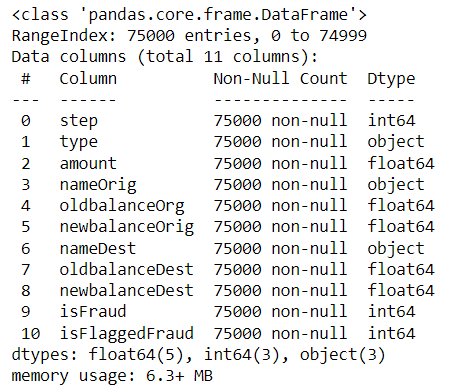 <class 'pandas.core.frame.DataFrame'>
RangeIndex: 75000 entries, 0 to 74999
Data columns (total 11 columns):
 #   Column          Non-Null Count  Dtype
---  ------          --------------  -----
 0   step            75000 non-null  int64
 1   type            75000 non-null  object
 2   amount          75000 non-null  float64
 3   nameOrig        75000 non-null  object
 4   oldbalanceOrg   75000 non-null  float64
 5   newbalanceOrig  75000 non-null  float64
 6   nameDest        75000 non-null  object
 7   oldbalanceDest  75000 non-null  float64
 8   newbalanceDest  75000 non-null  float64
 9   isFraud         75000 non-null  int64
 10  isFlaggedFraud  75000 non-null  int64
dtypes: float64(5), int64(3), object(3)
memory usage: 6.3+ MB